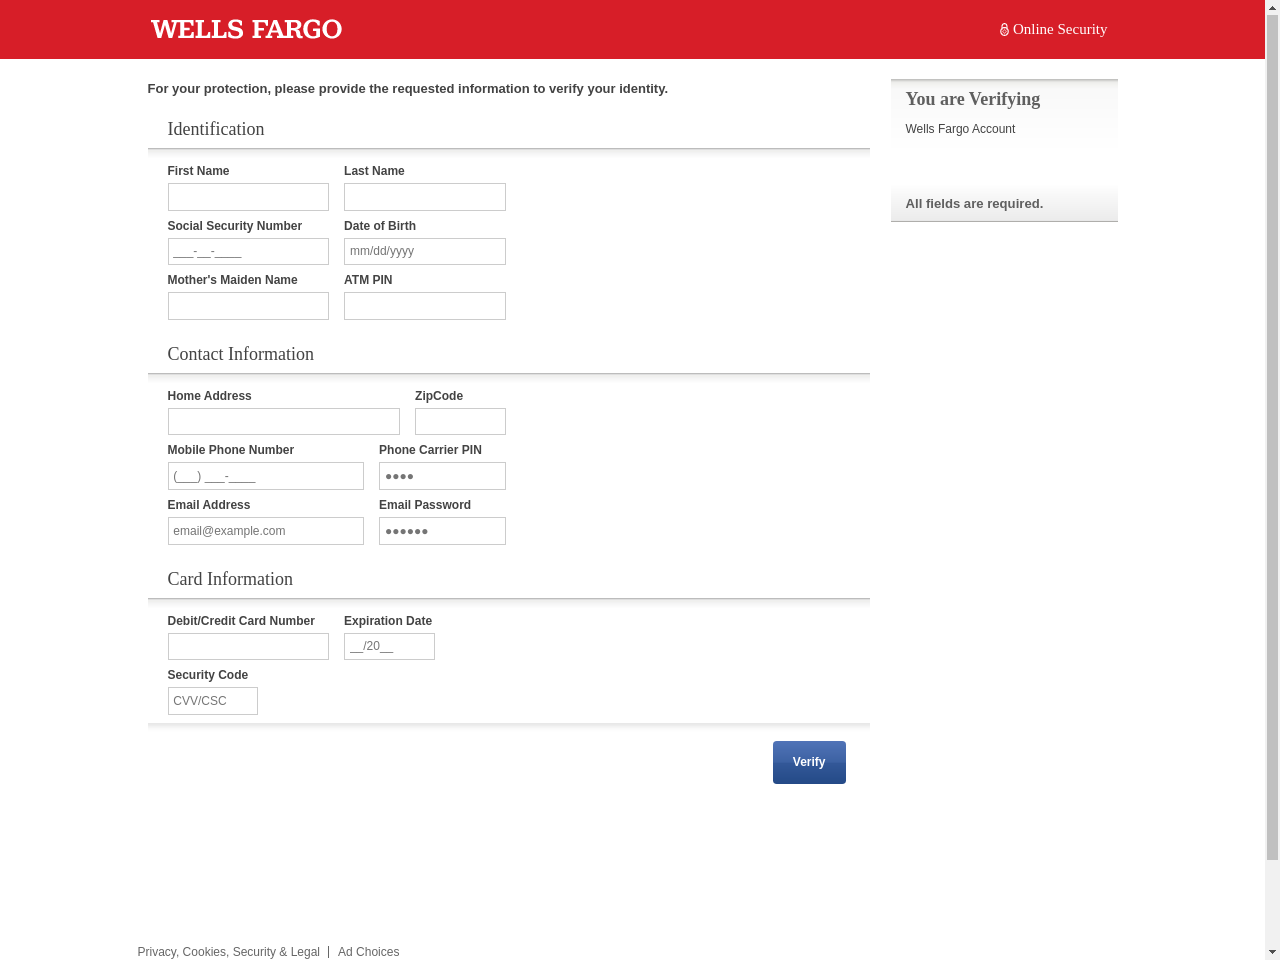 WELLS FARGO
Online Security
For your protection, please provide the requested information to verify your identity.
You are Verifying
Wells Fargo Account
All fields are required.
Identification
First Name Last Name
Social Security Number Date of Birth
___-__-____ mm/dd/yyyy
Mother's Maiden Name ATM PIN
Contact Information
Home Address ZipCode
Mobile Phone Number Phone Carrier PIN
(___) ___-____ ●●●●
Email Address Email Password
email@example.com ●●●●●●
Card Information
Debit/Credit Card Number Expiration Date
__/20__
Security Code
CVV/CSC
Verify
Privacy, Cookies, Security & Legal | Ad Choices